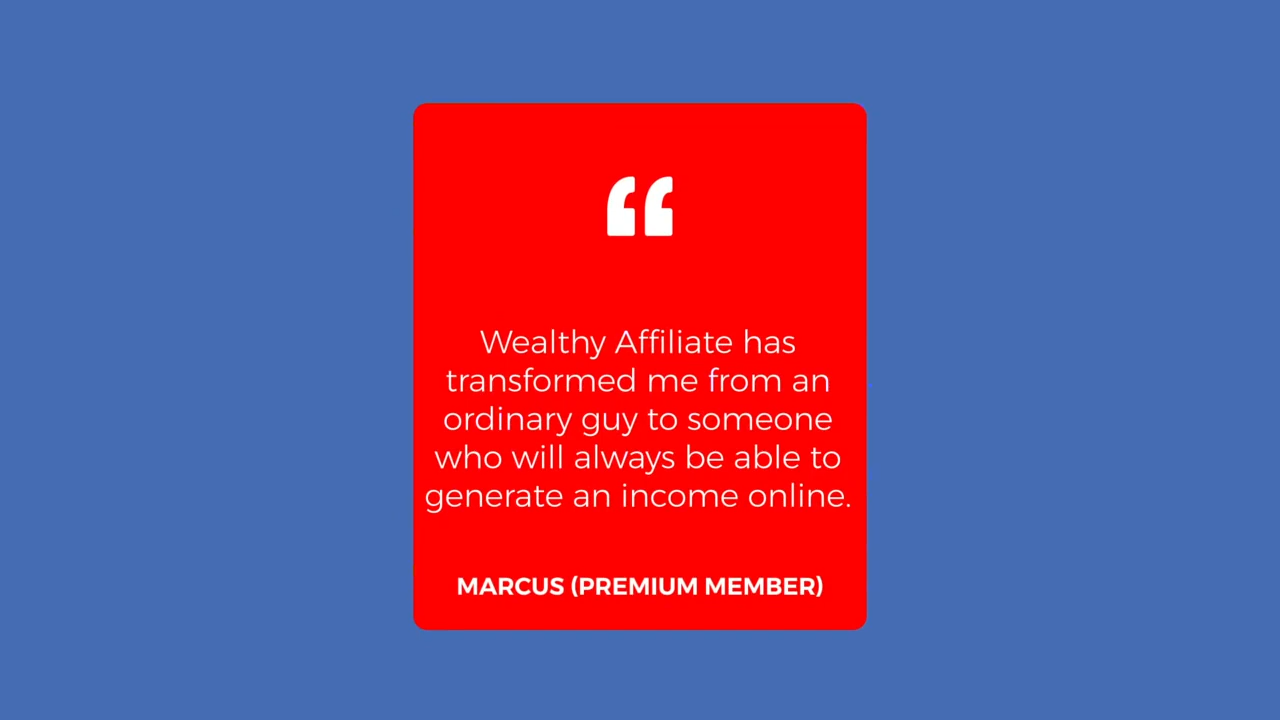 “
Wealthy Affiliate has
transformed me from an
ordinary guy to someone
who will always be able to
generate an income online.
MARCUS (PREMIUM MEMBER)